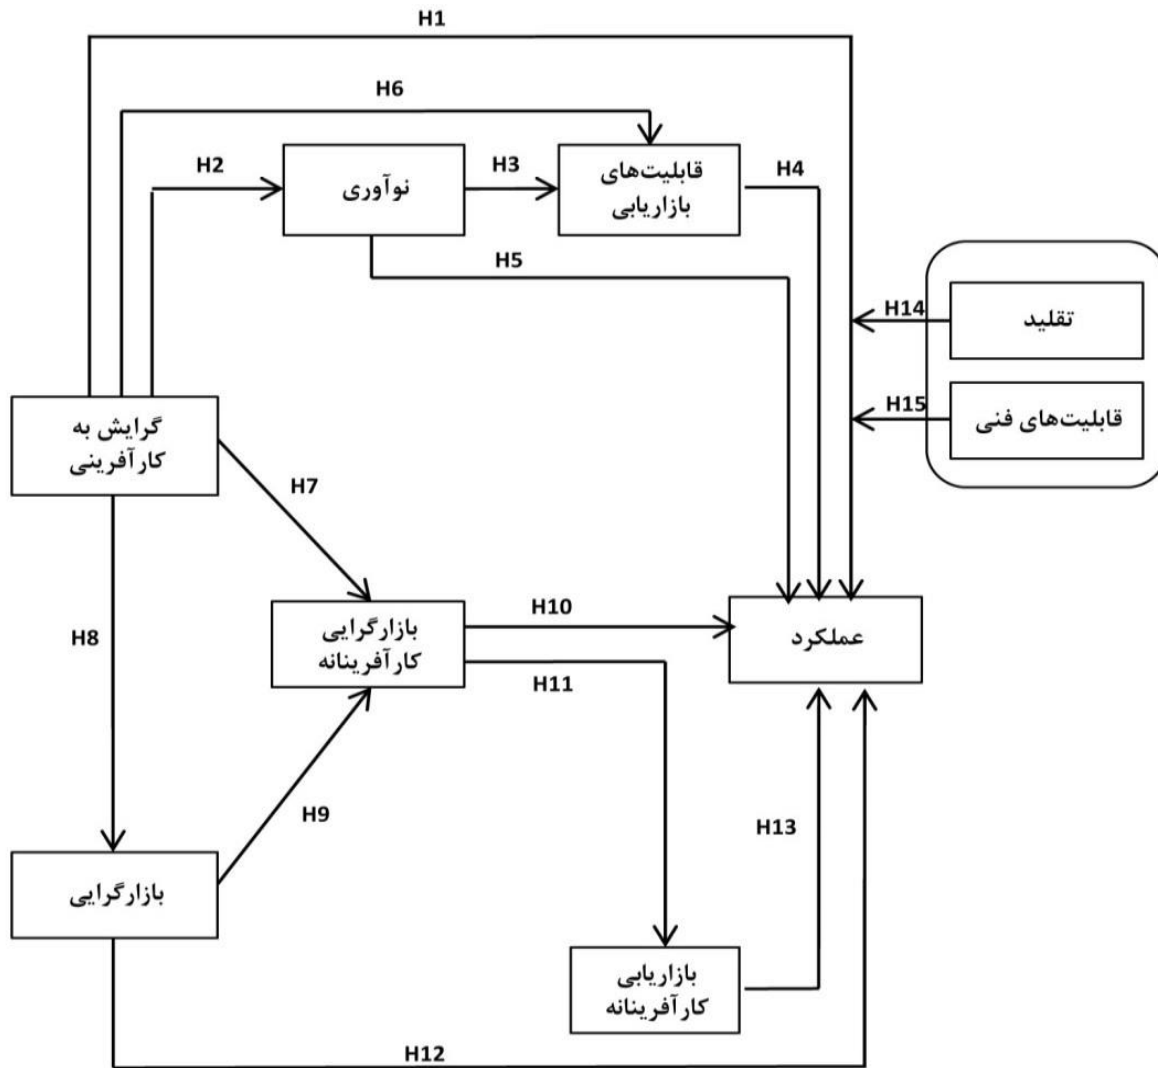 H1
H6
H2
نوآوری
H3
قابلیت‌های
بازاریابی
H4
H5
H14
تقلید
H15
قابلیت‌های فنی
گرایش به
کارآفرینی
H7
H8
بازارگرایی
کارآفرینانه
H10
H11
عملکرد
H9
H13
بازارگرایی
بازاریابی
کارآفرینانه
H12